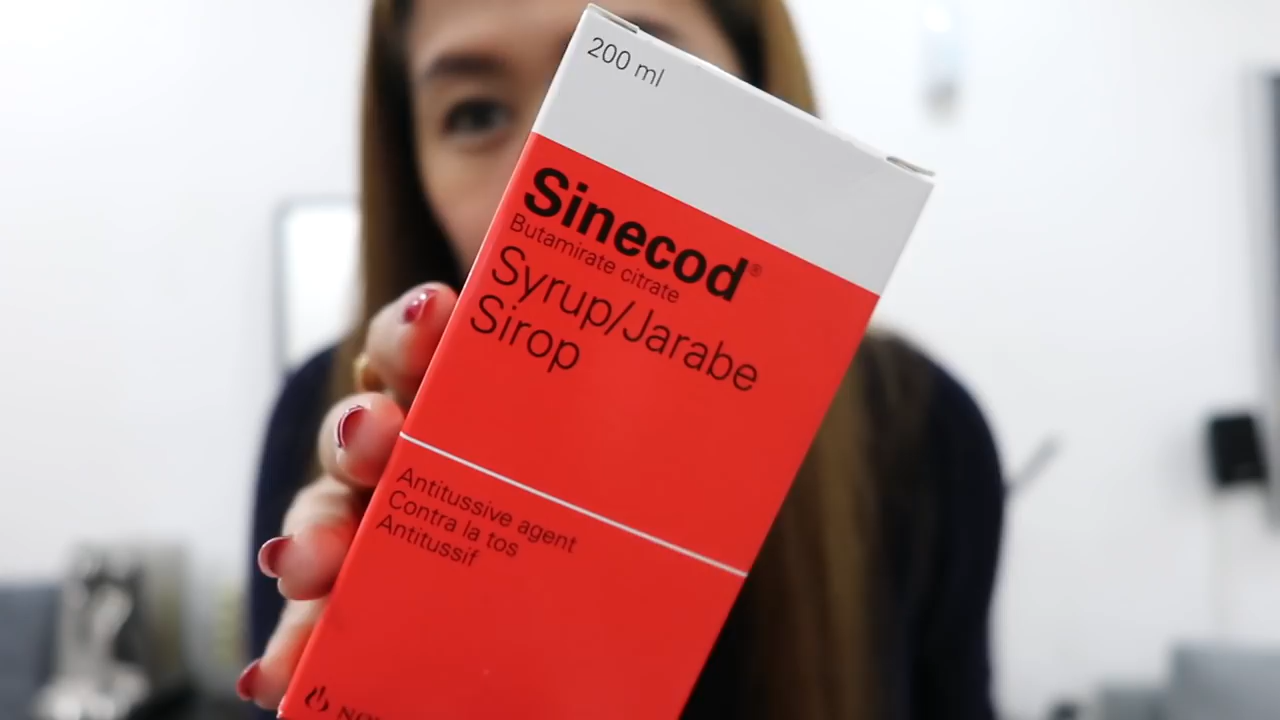 200 ml
Sinecod®
Butamirate citrate
Syrup/Jarabe
Sirop
Antitussive agent
Contra la tos
Antitussif